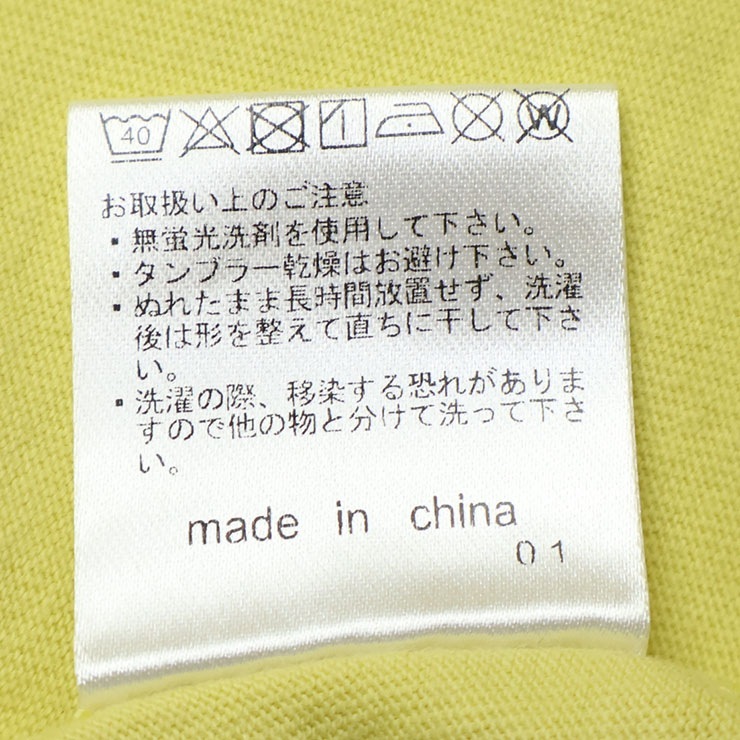 40 W
お取扱い上のご注意
・無蛍光洗剤を使用して下さい。
・タンブラー乾燥はお避け下さい。
・ぬれたまま長時間放置せず、洗濯
後は形を整えて直ちに干して下さ
い。
・洗濯の際、移染する恐れがありま
すので他の物と分けて洗って下さ
い。
made in china
01